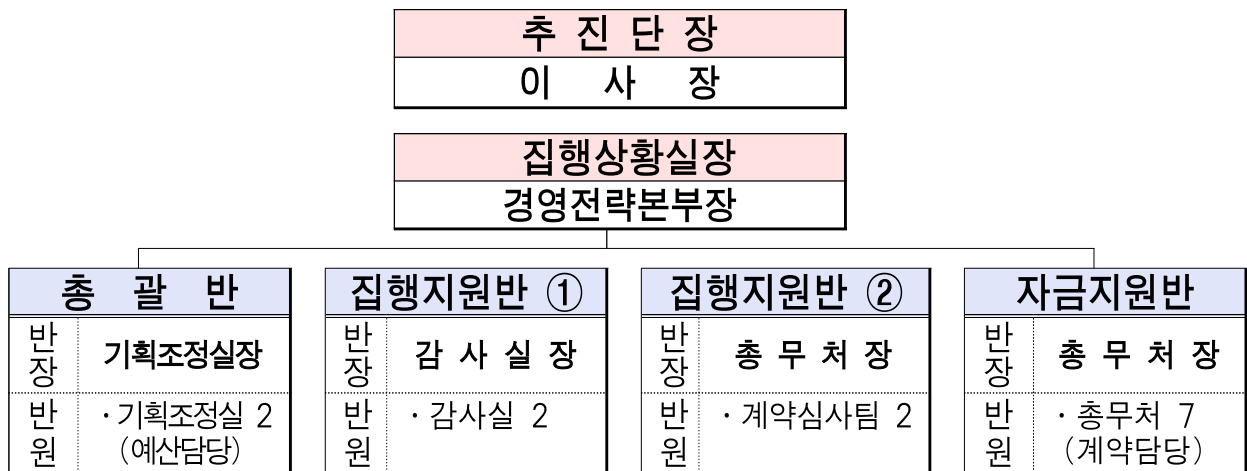 추 진 단 장
이 사 장
집행상황실장
경영전략본부장
총 괄 반
반장 기획조정실장
반원 ·기획조정실 2
(예산담당)
집행지원반 ①
반장 감 사 실 장
반원 ·감사실 2
집행지원반 ②
반장 총 무 처 장
반원 ·계약심사팀 2
자금지원반
반장 총 무 처 장
반원 ·총무처 7
(계약담당)